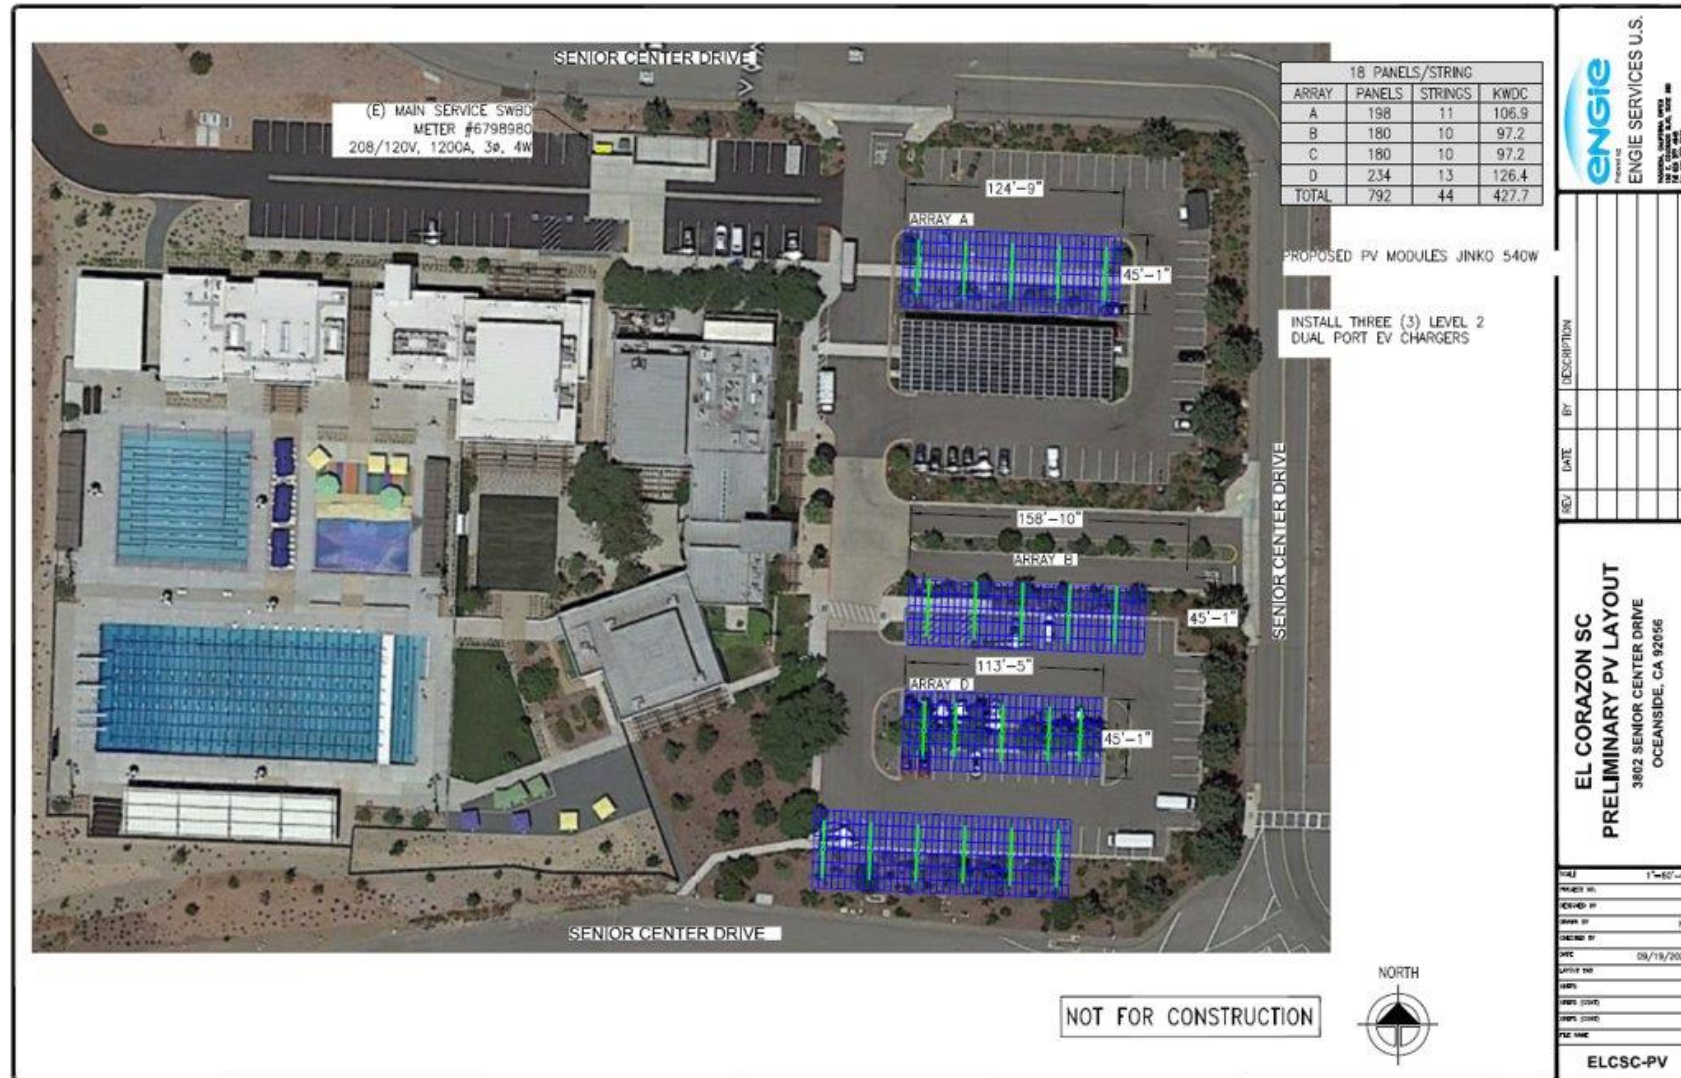 SENIOR CENTER DRIVE
(E) MAIN SERVICE SWBD
METER #6798980
208/120V, 1200A, 3ø, 4W
18 PANELS/STRING
ARRAY PANELS STRINGS KWDC
A 198 11 106.9
B 180 10 97.2
C 180 10 97.2
D 234 13 126.4
TOTAL 792 44 427.7
PROPOSED PV MODULES JINKO 540W
INSTALL THREE (3) LEVEL 2
DUAL PORT EV CHARGERS
124'-9"
ARRAY A
45'-1"
158'-10"
ARRAY B
45'-1"
113'-5"
ARRAY D
45'-1"
SENIOR CENTER DRIVE
SENIOR CENTER DRIVE
NORTH
NOT FOR CONSTRUCTION
ENGIE
ENGIE SERVICES U.S.
REV DATE BY DESCRIPTION
EL CORAZON SC
PRELIMINARY PV LAYOUT
3802 SENIOR CENTER DRIVE
OCEANSIDE, CA 92056
SCALE
DATE
FILE NAME
ELCSC-PV